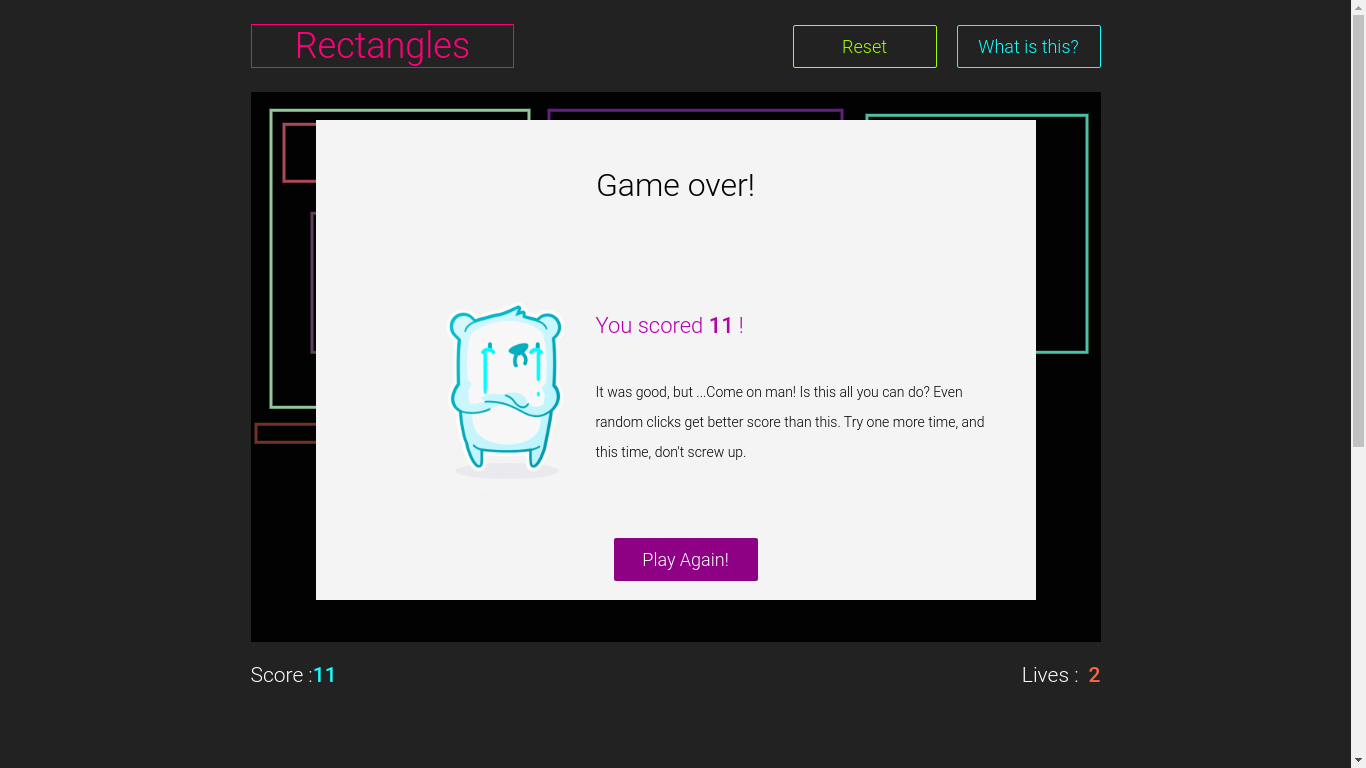 Rectangles
Reset
What is this?
Game over!
You scored 11 !
It was good, but ...Come on man! Is this all you can do? Even
random clicks get better score than this. Try one more time, and
this time, don't screw up.
Play Again!
Score :11
Lives : 2